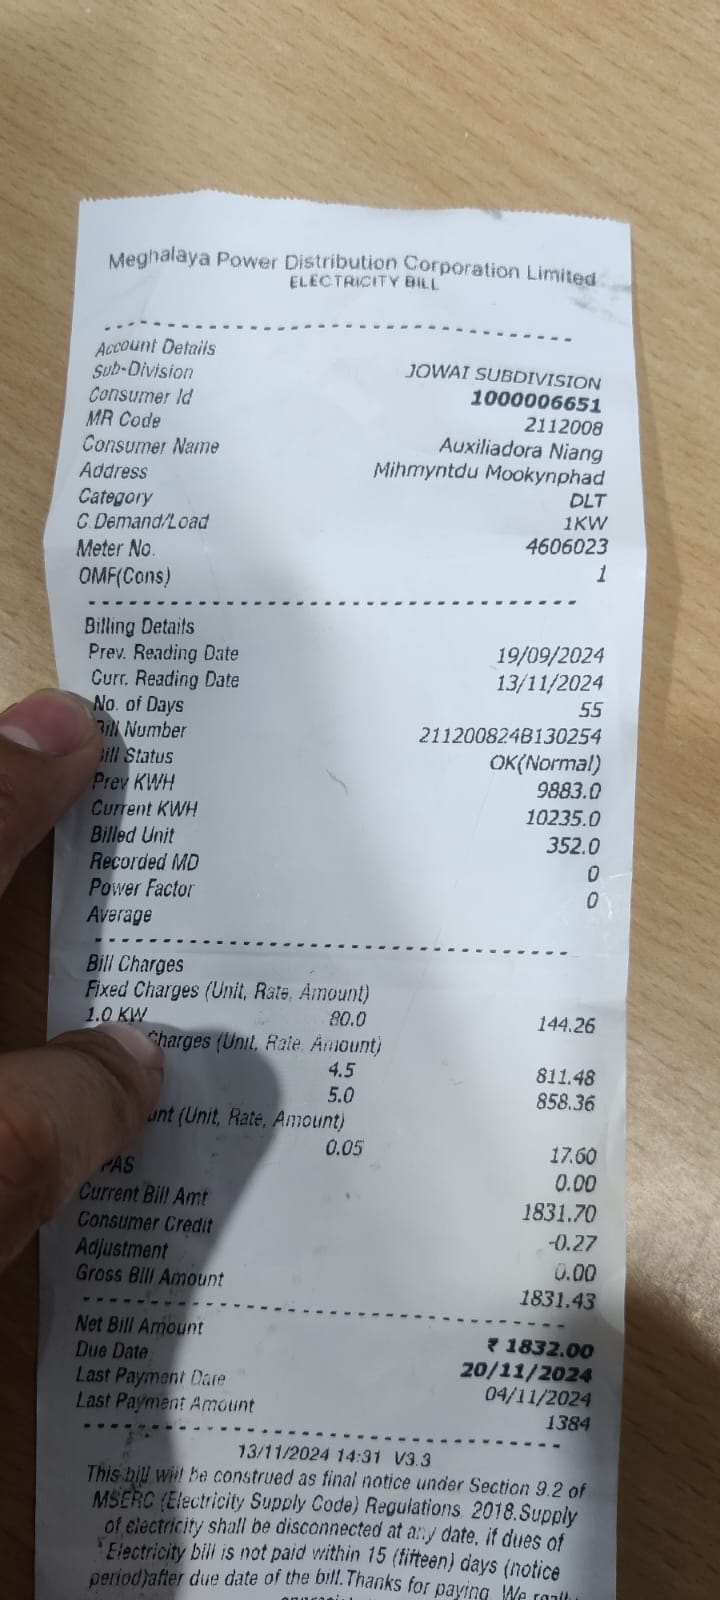 Meghalaya Power Distribution Corporation Limited
ELECTRICITY BILL
Account Details
Sub-Division JOWAI SUBDIVISION
Consumer Id 1000006651
MR Code 2112008
Consumer Name Auxiliadora Niang
Address Mihmyntdu Mookynphad
Category DLT
C.Demand/Load 1KW
Meter No. 4606023
OMF(Cons) 1
Billing Details
Prev. Reading Date 19/09/2024
Curr. Reading Date 13/11/2024
No. of Days 55
Bill Number 211200824B130254
Bill Status OK(Normal)
Prev KWH 9883.0
Current KWH 10235.0
Billed Unit 352.0
Recorded MD 0
Power Factor 0
Average
Bill Charges
Fixed Charges (Unit, Rate, Amount)
1.0 KW 80.0 144.26
Charges (Unit, Rate, Amount)
4.5 811.48
5.0 858.36
(Unit, Rate, Amount)
0.05 17.60
0.00
Current Bill Amt 1831.70
Consumer Credit -0.27
Adjustment 0.00
Gross Bill Amount 1831.43
Net Bill Amount ₹ 1832.00
Due Date 20/11/2024
Last Payment Date 04/11/2024
Last Payment Amount 1384
13/11/2024 14:31 V3.3
This bill will be construed as final notice under Section 9.2 of
MSERC (Electricity Supply Code) Regulations, 2018.Supply
of electricity shall be disconnected at any date, if dues of
Electricity bill is not paid within 15 (fifteen) days (notice
period)after due date of the bill.Thanks for paying. We